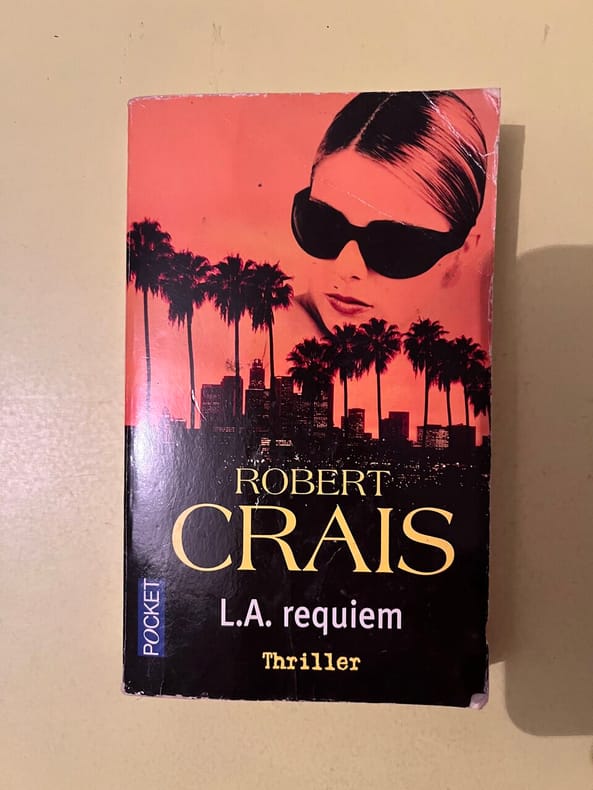 ROBERT
CRAIS
L.A. requiem
Thriller
POCKET